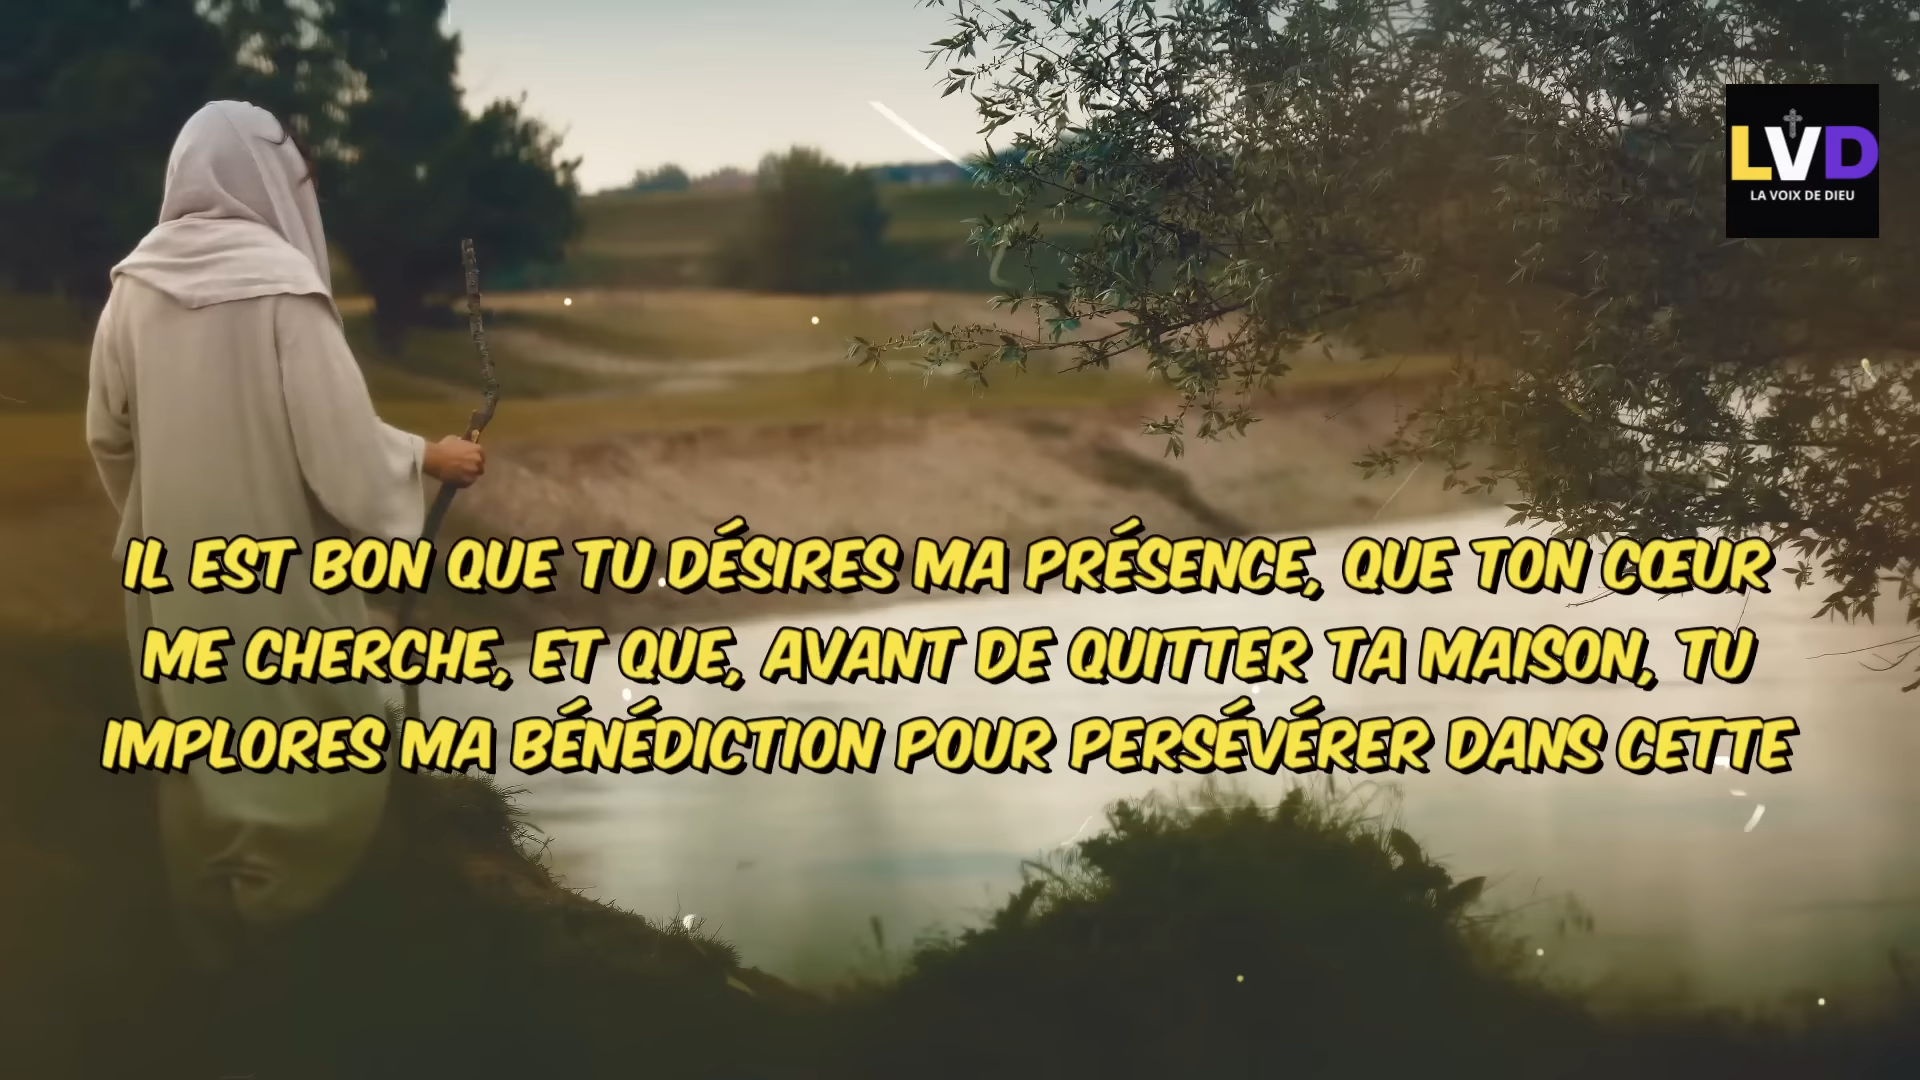 LVD
LA VOIX DE DIEU
IL EST BON QUE TU DÉSIRES MA PRÉSENCE, QUE TON CŒUR
ME CHERCHE, ET QUE, AVANT DE QUITTER TA MAISON, TU
IMPLORES MA BÉNÉDICTION POUR PERSÉVÉRER DANS CETTE